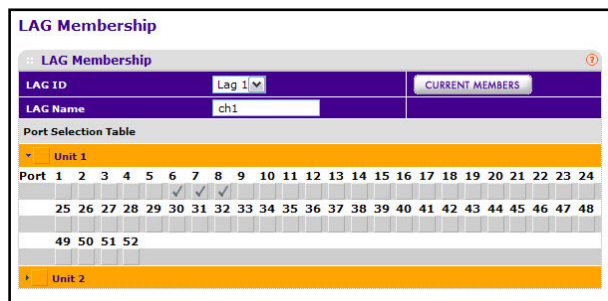 LAG Membership
LAG Membership
LAG ID Lag 1 CURRENT MEMBERS
LAG Name ch1
Port Selection Table
Unit 1
Port 1 2 3 4 5 6 7 8 9 10 11 12 13 14 15 16 17 18 19 20 21 22 23 24
25 26 27 28 29 30 31 32 33 34 35 36 37 38 39 40 41 42 43 44 45 46 47 48
49 50 51 52
Unit 2